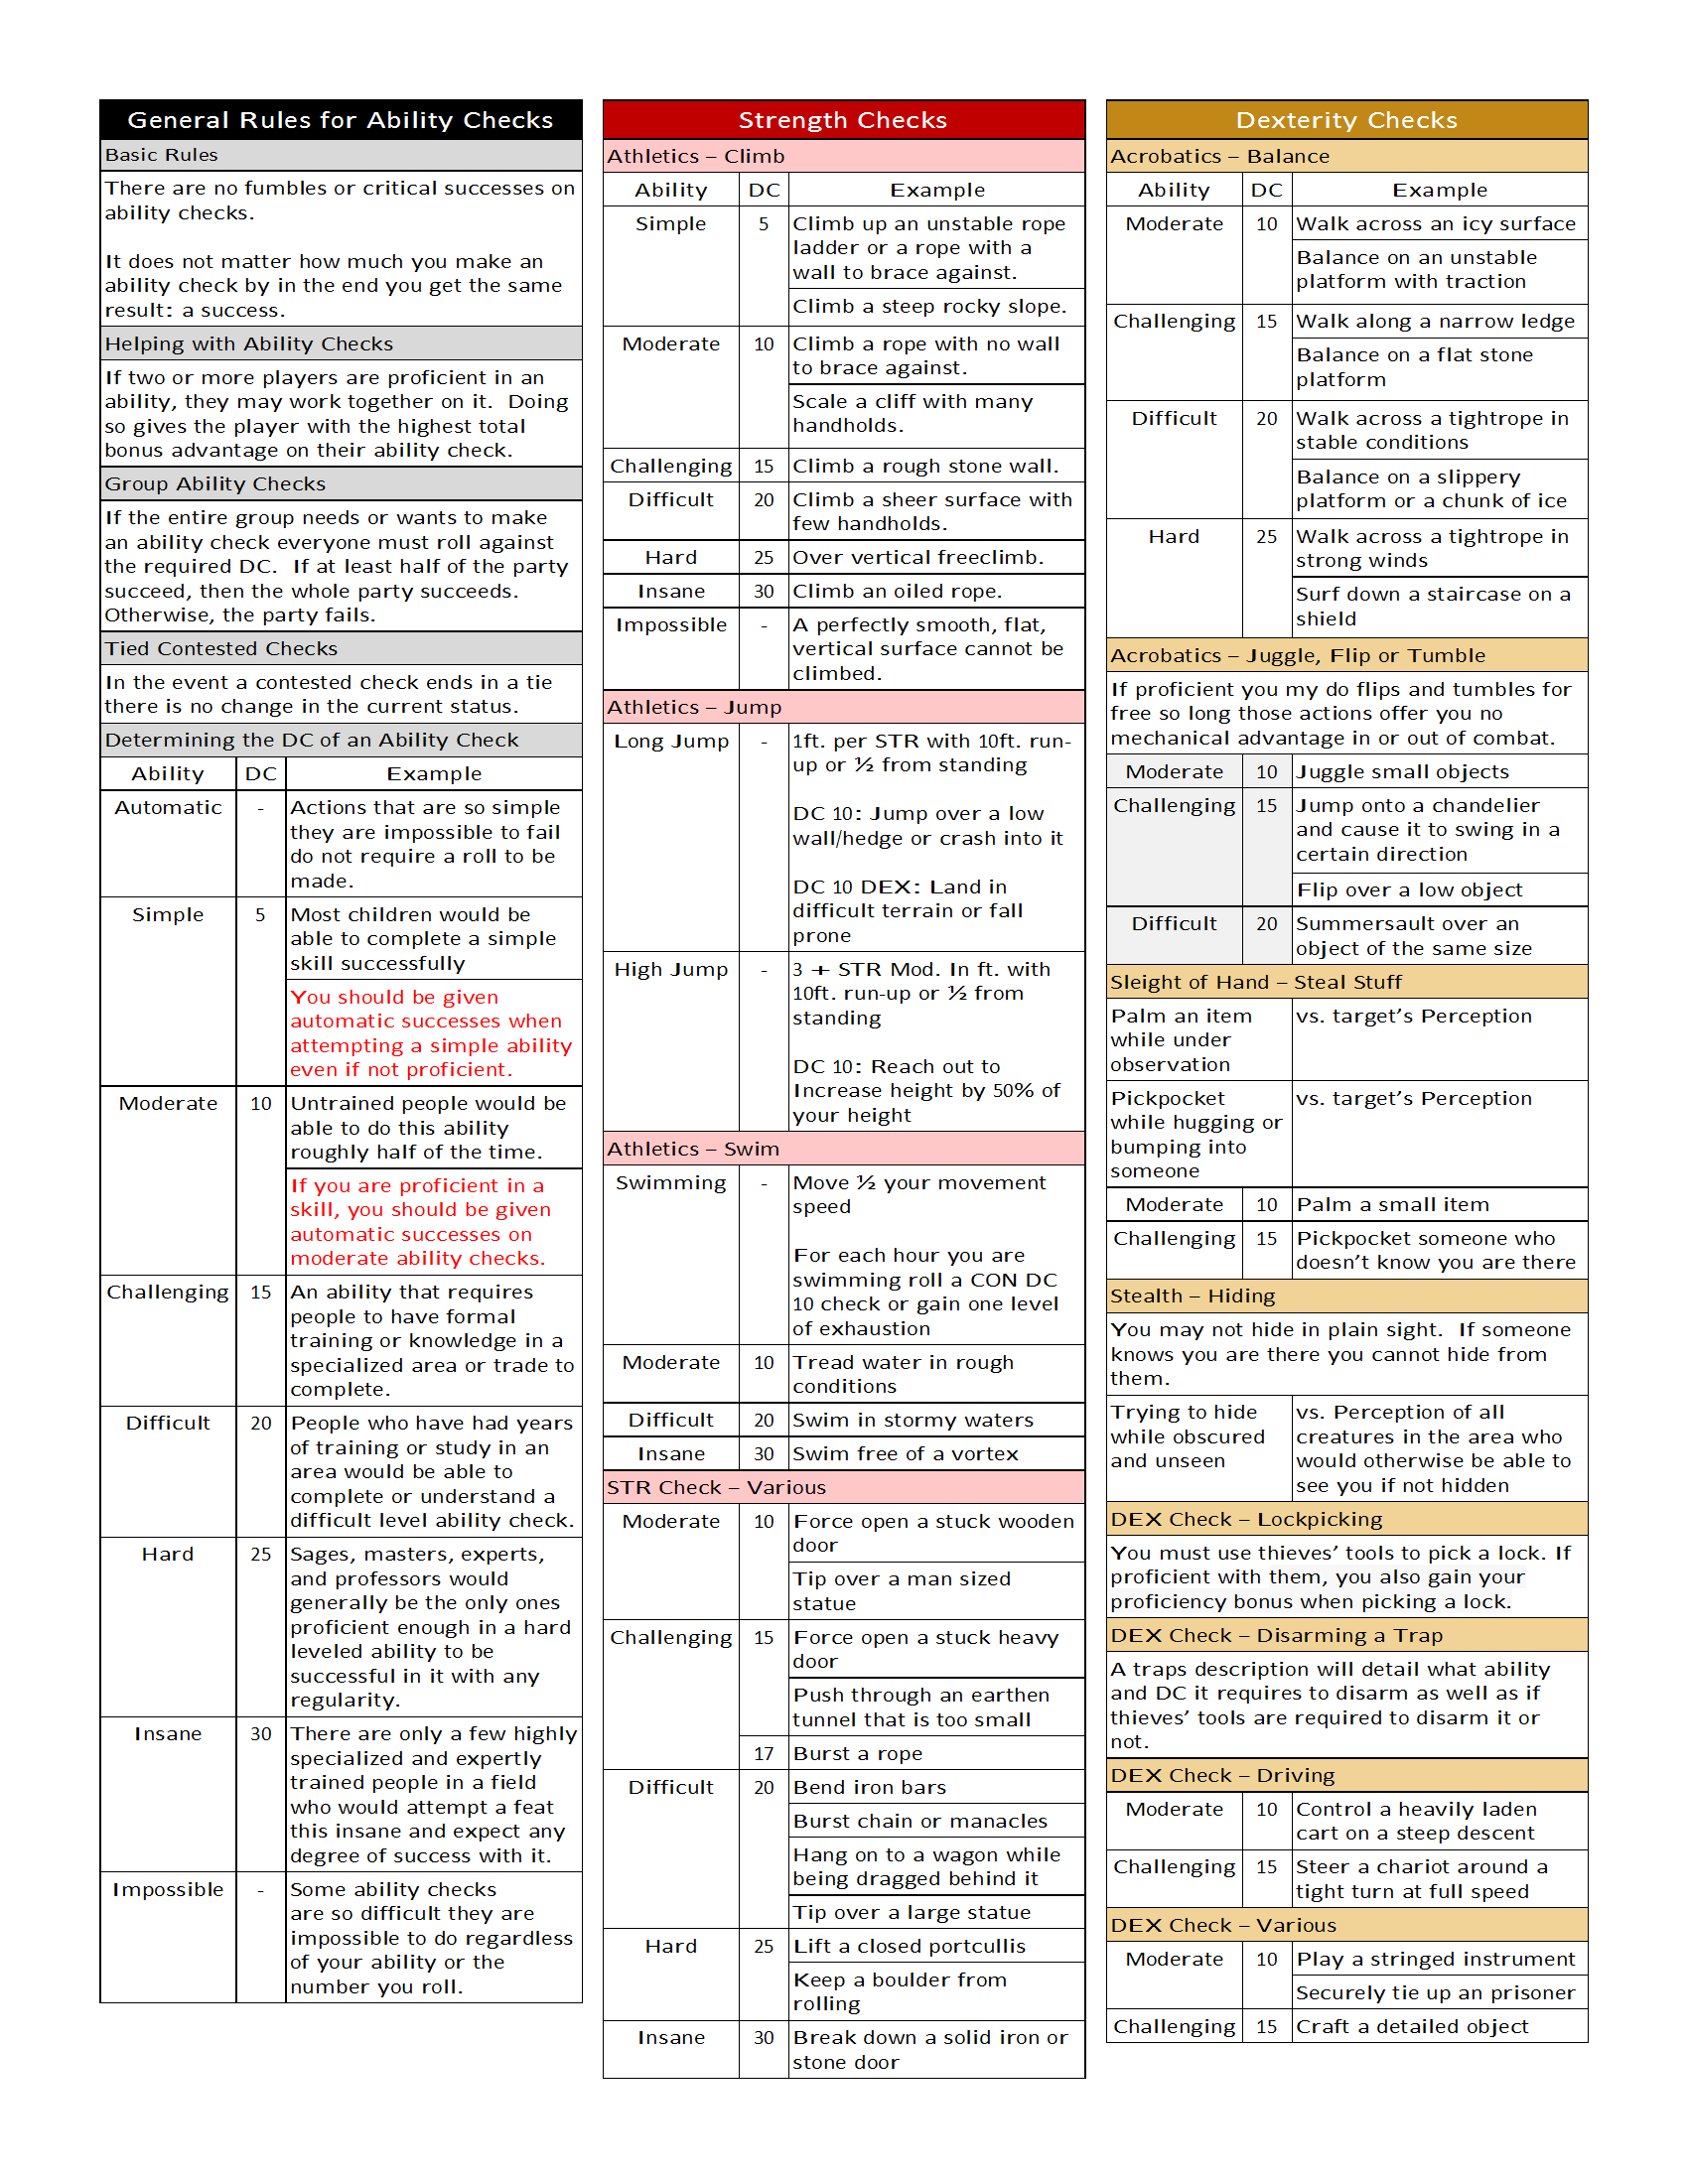 General Rules for Ability Checks
Basic Rules
There are no fumbles or critical successes on
ability checks.
It does not matter how much you make an
ability check by in the end you get the same
result: a success.
Helping with Ability Checks
If two or more players are proficient in an
ability, they may work together on it. Doing
so gives the player with the highest total
bonus advantage on their ability check.
Group Ability Checks
If the entire group needs or wants to make
an ability check everyone must roll against
the required DC. If at least half of the party
succeed, then the whole party succeeds.
Otherwise, the party fails.
Tied Contested Checks
In the event a contested check ends in a tie
there is no change in the current status.
Determining the DC of an Ability Check
Ability DC Example
Automatic - Actions that are so simple
they are impossible to fail
do not require a roll to be
made.
Simple 5 Most children would be
able to complete a simple
skill successfully
You should be given
automatic successes when
attempting a simple ability
even if not proficient.
Moderate 10 Untrained people would be
able to do this ability
roughly half of the time.
If you are proficient in a
skill, you should be given
automatic successes on
moderate ability checks.
Challenging 15 An ability that requires
people to have formal
training or knowledge in a
specialized area or trade to
complete.
Difficult 20 People who have had years
of training or study in an
area would be able to
complete or understand a
difficult level ability check.
Hard 25 Sages, masters, experts,
and professors would
generally be the only ones
proficient enough in a hard
leveled ability to be
successful in it with any
regularity.
Insane 30 There are only a few highly
specialized and expertly
trained people in a field
who would attempt a feat
this insane and expect any
degree of success with it.
Impossible - Some ability checks
are so difficult they are
impossible to do regardless
of your ability or the
number you roll.
Strength Checks
Athletics – Climb
Ability DC Example
Simple 5 Climb up an unstable rope
ladder or a rope with a
wall to brace against.
Climb a steep rocky slope.
Moderate 10 Climb a rope with no wall
to brace against.
Scale a cliff with many
handholds.
Challenging 15 Climb a rough stone wall.
Difficult 20 Climb a sheer surface with
few handholds.
Hard 25 Over vertical freeclimb.
Insane 30 Climb an oiled rope.
Impossible - A perfectly smooth, flat,
vertical surface cannot be
climbed.
Athletics – Jump
Long Jump - 1ft. per STR with 10ft. run-
up or ½ from standing
DC 10: Jump over a low
wall/hedge or crash into it
DC 10 DEX: Land in
difficult terrain or fall
prone
High Jump - 3 + STR Mod. In ft. with
10ft. run-up or ½ from
standing
DC 10: Reach out to
Increase height by 50% of
your height
Athletics – Swim
Swimming - Move ½ your movement
speed
For each hour you are
swimming roll a CON DC
10 check or gain one level
of exhaustion
Moderate 10 Tread water in rough
conditions
Difficult 20 Swim in stormy waters
Insane 30 Swim free of a vortex
STR Check – Various
Moderate 10 Force open a stuck wooden
door
Tip over a man sized
statue
Challenging 15 Force open a stuck heavy
door
Push through an earthen
tunnel that is too small
17 Burst a rope
Difficult 20 Bend iron bars
Burst chain or manacles
Hang on to a wagon while
being dragged behind it
Tip over a large statue
Hard 25 Lift a closed portcullis
Keep a boulder from
rolling
Insane 30 Break down a solid iron or
stone door
Dexterity Checks
Acrobatics – Balance
Ability DC Example
Moderate 10 Walk across an icy surface
Balance on an unstable
platform with traction
Challenging 15 Walk along a narrow ledge
Balance on a flat stone
platform
Difficult 20 Walk across a tightrope in
stable conditions
Balance on a slippery
platform or a chunk of ice
Hard 25 Walk across a tightrope in
strong winds
Surf down a staircase on a
shield
Acrobatics – Juggle, Flip or Tumble
If proficient you my do flips and tumbles for
free so long those actions offer you no
mechanical advantage in or out of combat.
Moderate 10 Juggle small objects
Challenging 15 Jump onto a chandelier
and cause it to swing in a
certain direction
Flip over a low object
Difficult 20 Summersault over an
object of the same size
Sleight of Hand – Steal Stuff
Palm an item vs. target’s Perception
while under
observation
Pickpocket vs. target’s Perception
while hugging or
bumping into
someone
Moderate 10 Palm a small item
Challenging 15 Pickpocket someone who
doesn’t know you are there
Stealth – Hiding
You may not hide in plain sight. If someone
knows you are there you cannot hide from
them.
Trying to hide vs. Perception of all
while obscured creatures in the area who
and unseen would otherwise be able to
see you if not hidden
DEX Check – Lockpicking
You must use thieves’ tools to pick a lock. If
proficient with them, you also gain your
proficiency bonus when picking a lock.
DEX Check – Disarming a Trap
A traps description will detail what ability
and DC it requires to disarm as well as if
thieves’ tools are required to disarm it or
not.
DEX Check – Driving
Moderate 10 Control a heavily laden
cart on a steep descent
Challenging 15 Steer a chariot around a
tight turn at full speed
DEX Check – Various
Moderate 10 Play a stringed instrument
Securely tie up an prisoner
Challenging 15 Craft a detailed object